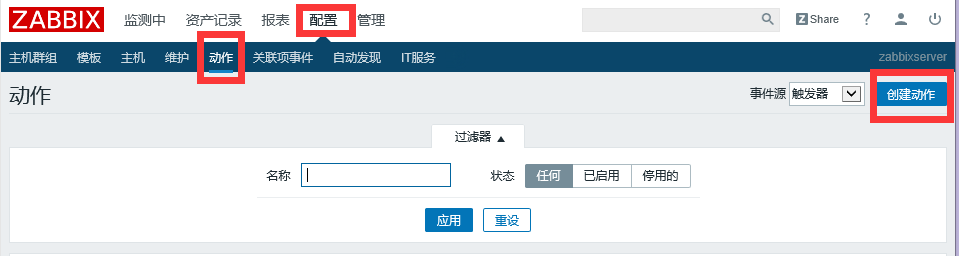 ZABBIX 监测中 资产记录 报表 配置 管理 Z Share ?
主机群组 模板 主机 维护 动作 关联项事件 自动发现 IT服务 zabbixserver
动作 事件源 触发器 创建动作
过滤器 ▲
名称 状态 任何 已启用 停用的
应用 重设